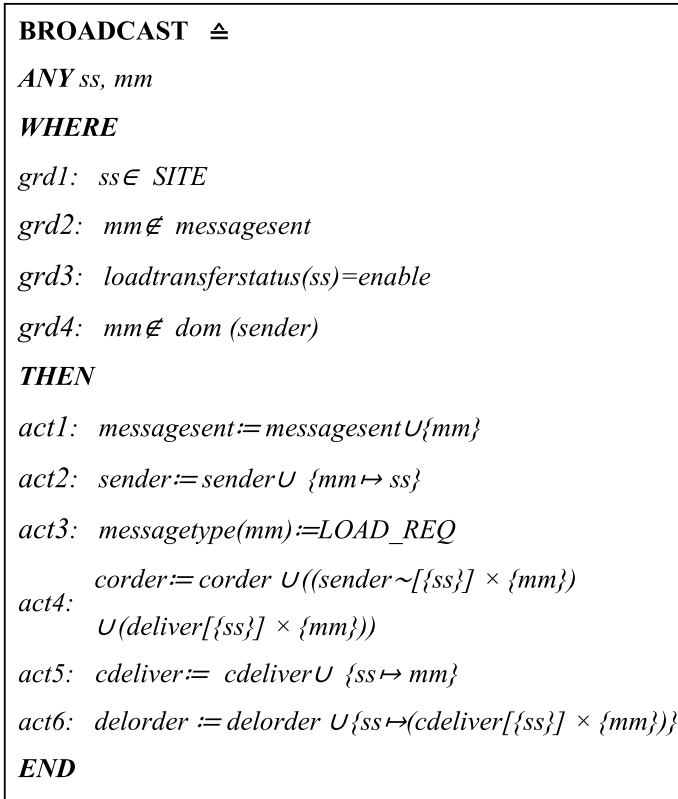 BROADCAST ≙
ANY ss, mm
WHERE
grd1: ss∈ SITE
grd2: mm∉ messagesent
grd3: loadtransferstatus(ss)=enable
grd4: mm∉ dom (sender)
THEN
act1: messagesent≔ messagesent∪{mm}
act2: sender≔ sender∪ {mm↦ ss}
act3: messagetype(mm)≔LOAD_REQ
act4: corder≔ corder ∪((sender~[{ss}] × {mm})
∪(deliver[{ss}] × {mm}))
act5: cdeliver≔ cdeliver∪ {ss↦ mm}
act6: delorder ≔ delorder ∪{ss↦(cdeliver[{ss}] × {mm})}
END